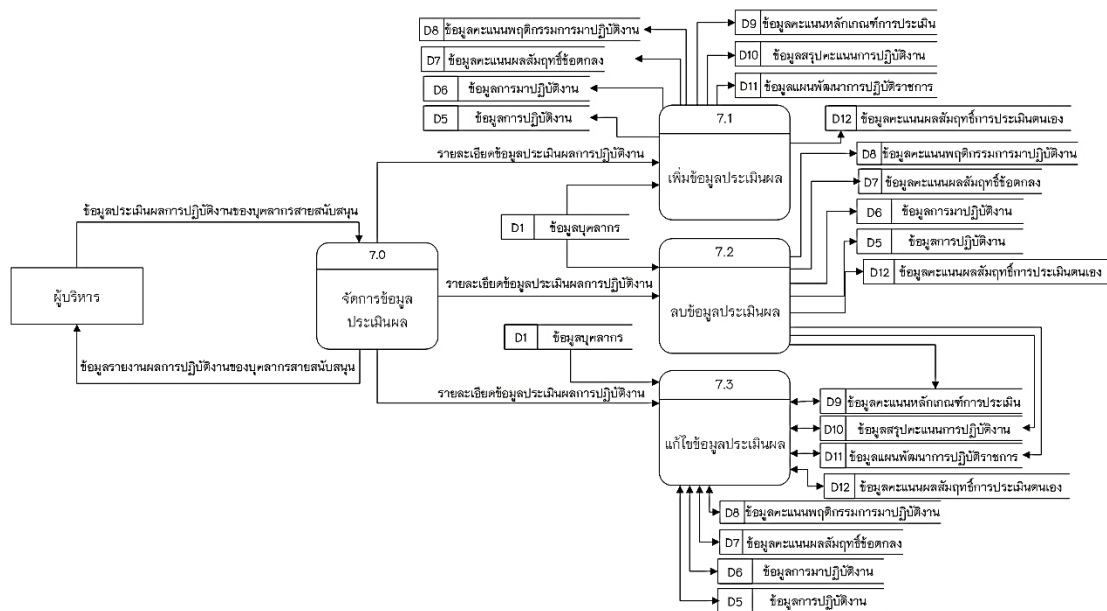 D8 ข้อมูลคะแนนพฤติกรรมการมาปฏิบัติงาน
D9 ข้อมูลคะแนนหลักเกณฑ์การประเมิน
D7 ข้อมูลคะแนนผลสัมฤทธิ์ข้อตกลง
D10 ข้อมูลสรุปคะแนนการปฏิบัติงาน
D6 ข้อมูลการมาปฏิบัติงาน
D11 ข้อมูลแผนพัฒนาการปฏิบัติราชการ
D5 ข้อมูลการปฏิบัติงาน
7.1
D12 ข้อมูลคะแนนผลสัมฤทธิ์การประเมินตนเอง
รายละเอียดข้อมูลประเมินผลการปฏิบัติงาน
D8 ข้อมูลคะแนนพฤติกรรมการมาปฏิบัติงาน
เพิ่มข้อมูลประเมินผล
D7 ข้อมูลคะแนนผลสัมฤทธิ์ข้อตกลง
ข้อมูลประเมินผลการปฏิบัติงานของบุคลากรสายสนับสนุน
D6 ข้อมูลการมาปฏิบัติงาน
D1 ข้อมูลบุคลากร
D5 ข้อมูลการปฏิบัติงาน
7.0
7.2
D12 ข้อมูลคะแนนผลสัมฤทธิ์การประเมินตนเอง
ผู้บริหาร
จัดการข้อมูล
ประเมินผล
รายละเอียดข้อมูลประเมินผลการปฏิบัติงาน
ลบข้อมูลประเมินผล
D1 ข้อมูลบุคลากร
ข้อมูลรายงานผลการปฏิบัติงานของบุคลากรสายสนับสนุน
7.3
รายละเอียดข้อมูลประเมินผลการปฏิบัติงาน
D9 ข้อมูลคะแนนหลักเกณฑ์การประเมิน
D10 ข้อมูลสรุปคะแนนการปฏิบัติงาน
แก้ไขข้อมูลประเมินผล
D11 ข้อมูลแผนพัฒนาการปฏิบัติราชการ
D12 ข้อมูลคะแนนผลสัมฤทธิ์การประเมินตนเอง
D8 ข้อมูลคะแนนพฤติกรรมการมาปฏิบัติงาน
D7 ข้อมูลคะแนนผลสัมฤทธิ์ข้อตกลง
D6 ข้อมูลการมาปฏิบัติงาน
D5 ข้อมูลการปฏิบัติงาน